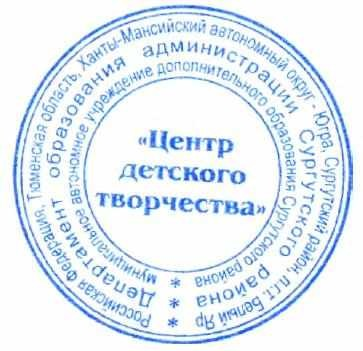 Российская Федерация, Тюменская область, Ханты-Мансийский автономный округ - Югра, Сургутский район, п.г.т. Белый Яр
* Департамент образования администрации Сургутского района
* муниципальное автономное учреждение дополнительного образования Сургутского района
«Центр
детского
творчества»